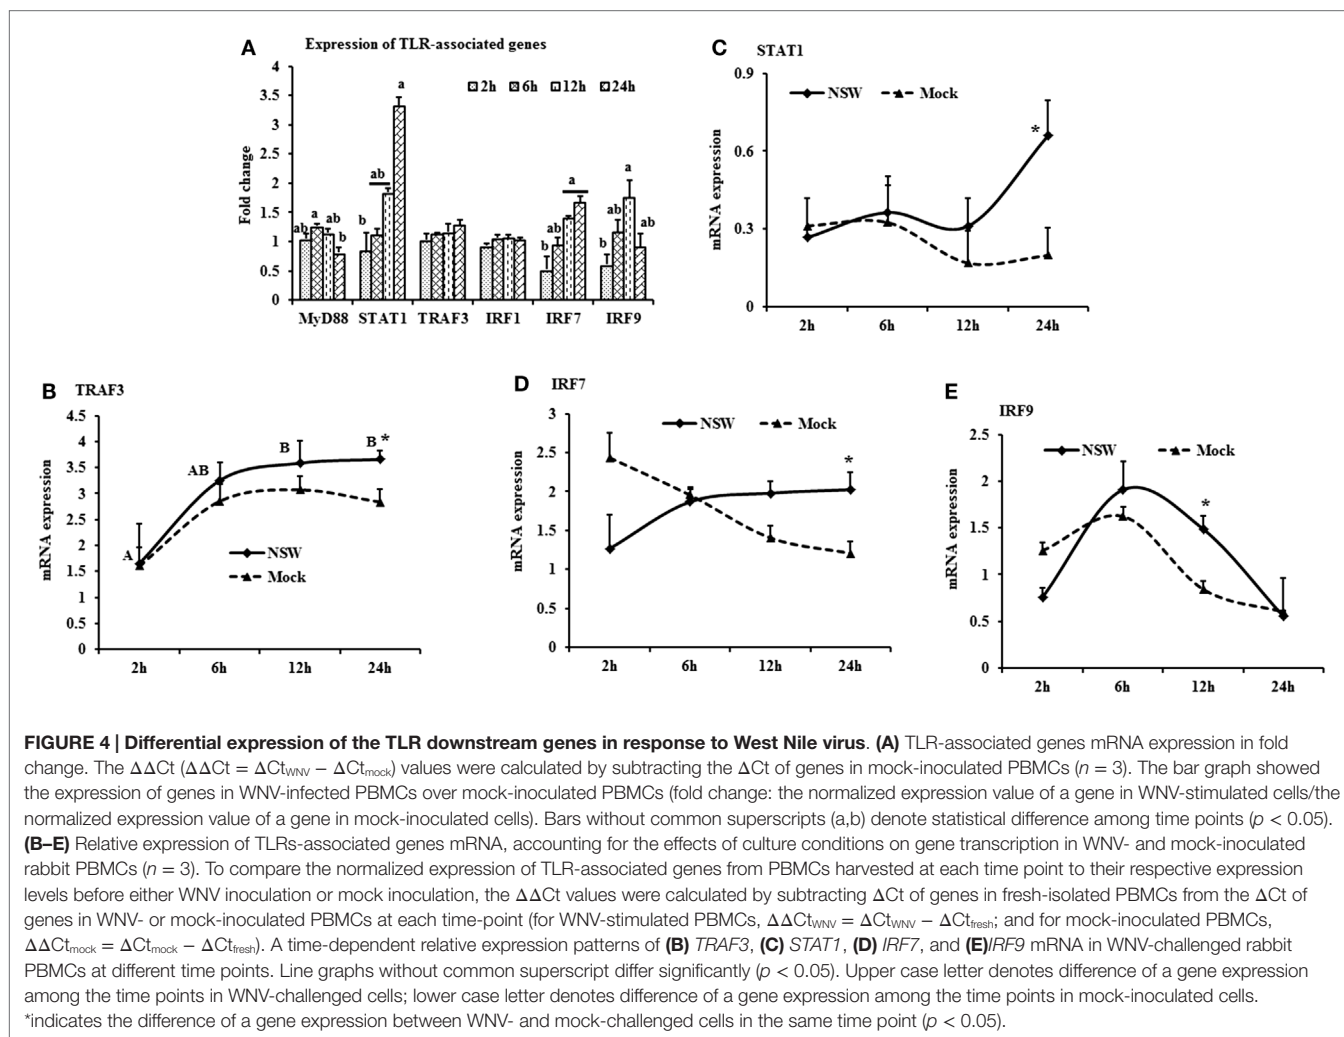 A
Expression of TLR-associated genes
2h 6h 12h 24h
Fold change
4
3.5
3
2.5
2
1.5
1
0.5
0
ab a ab b
b ab a
b ab a
b ab a ab
MyD88 STAT1 TRAF3 IRF1 IRF7 IRF9
C
STAT1
NSW Mock
mRNA expression
0.9
0.6
0.3
0
*
2h 6h 12h 24h
B
TRAF3
mRNA expression
4.5
4
3.5
3
2.5
2
1.5
1
0.5
0
A AB B B *
NSW
Mock
2h 6h 12h 24h
D
IRF7
NSW Mock
mRNA expression
3
2.5
2
1.5
1
0.5
0
*
2h 6h 12h 24h
E
IRF9
NSW Mock
mRNA expression
2.5
2
1.5
1
0.5
0
*
2h 6h 12h 24h
FIGURE 4 | Differential expression of the TLR downstream genes in response to West Nile virus. (A) TLR-associated genes mRNA expression in fold
change. The ΔΔCt (ΔΔCt = ΔCtWNV − ΔCtmock) values were calculated by subtracting the ΔCt of genes in mock-inoculated PBMCs (n = 3). The bar graph showed
the expression of genes in WNV-infected PBMCs over mock-inoculated PBMCs (fold change: the normalized expression value of a gene in WNV-stimulated cells/the
normalized expression value of a gene in mock-inoculated cells). Bars without common superscripts (a,b) denote statistical difference among time points (p < 0.05).
(B–E) Relative expression of TLRs-associated genes mRNA, accounting for the effects of culture conditions on gene transcription in WNV- and mock-inoculated
rabbit PBMCs (n = 3). To compare the normalized expression of TLR-associated genes from PBMCs harvested at each time point to their respective expression
levels before either WNV inoculation or mock inoculation, the ΔΔCt values were calculated by subtracting ΔCt of genes in fresh-isolated PBMCs from the ΔCt of
genes in WNV- or mock-inoculated PBMCs at each time-point (for WNV-stimulated PBMCs, ΔΔCtWNV = ΔCtWNV − ΔCtfresh; and for mock-inoculated PBMCs,
ΔΔCtmock = ΔCtmock − ΔCtfresh). A time-dependent relative expression patterns of (B) TRAF3, (C) STAT1, (D) IRF7, and (E)IRF9 mRNA in WNV-challenged rabbit
PBMCs at different time points. Line graphs without common superscript differ significantly (p < 0.05). Upper case letter denotes difference of a gene expression
among the time points in WNV-challenged cells; lower case letter denotes difference of a gene expression among the time points in mock-inoculated cells.
*indicates the difference of a gene expression between WNV- and mock-challenged cells in the same time point (p < 0.05).